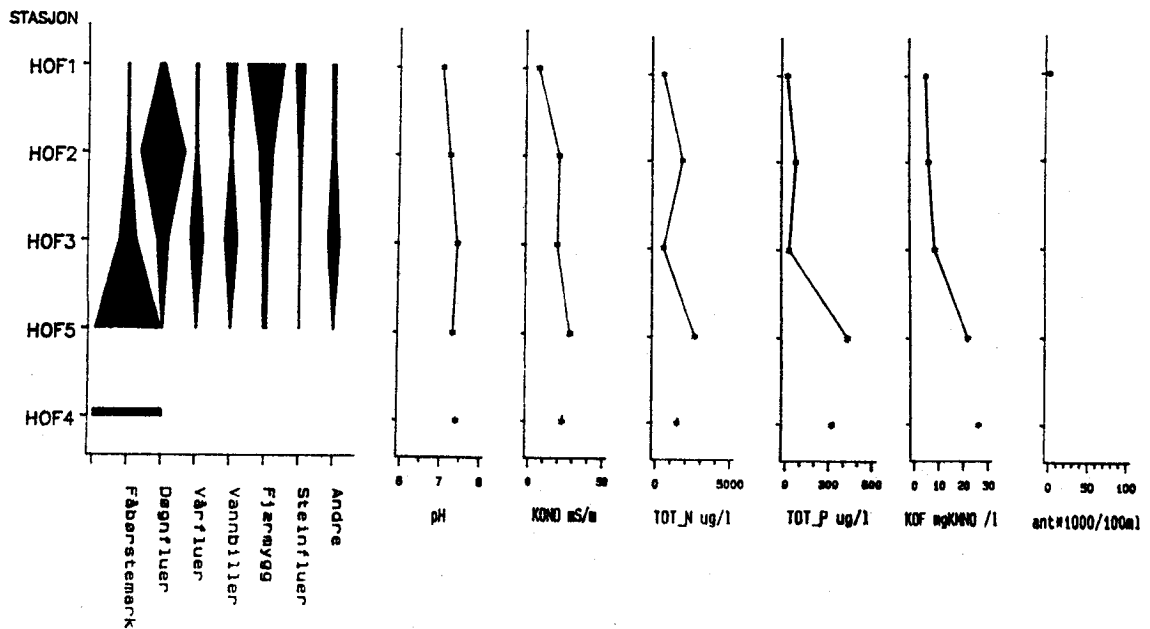 STASJON
HOF1
HOF2
HOF3
HOF5
HOF4
Fåbørstemark
Døgnfluer
Vårfluer
Vannbiller
Fjærmygg
Steinfluer
Andre
6 7 8
pH
0 50
KOND mS/m
0 5000
TOT_N ug/l
0 300 600
TOT_P ug/l
0 10 20 30
KOF mgKMNO /l
0 50 100
ant*1000/100ml